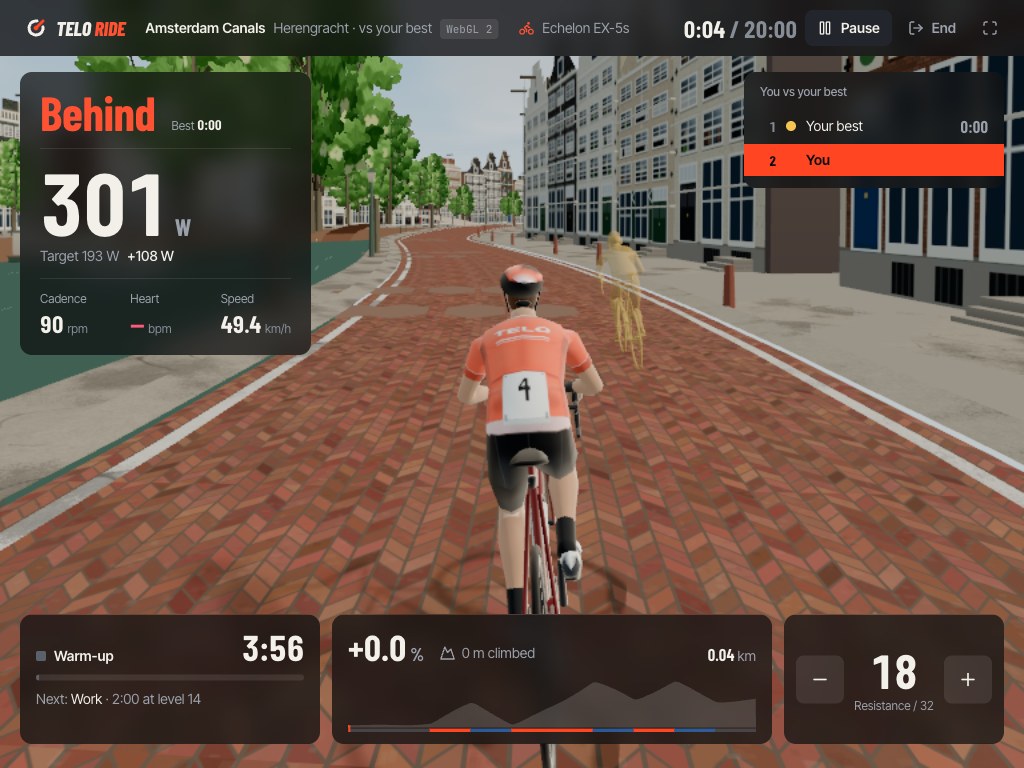 TELO RIDE Amsterdam Canals Herengracht · vs your best WebGL 2 Echelon EX-5s 0:04 / 20:00 Pause End
Behind Best 0:00
301 W
Target 193 W +108 W
Cadence Heart Speed
90 rpm — bpm 49.4 km/h
You vs your best
1 Your best 0:00
2 You
TELO
4
Warm-up 3:56
Next: Work · 2:00 at level 14
+0.0 % 0 m climbed 0.04 km
− 18 +
Resistance / 32